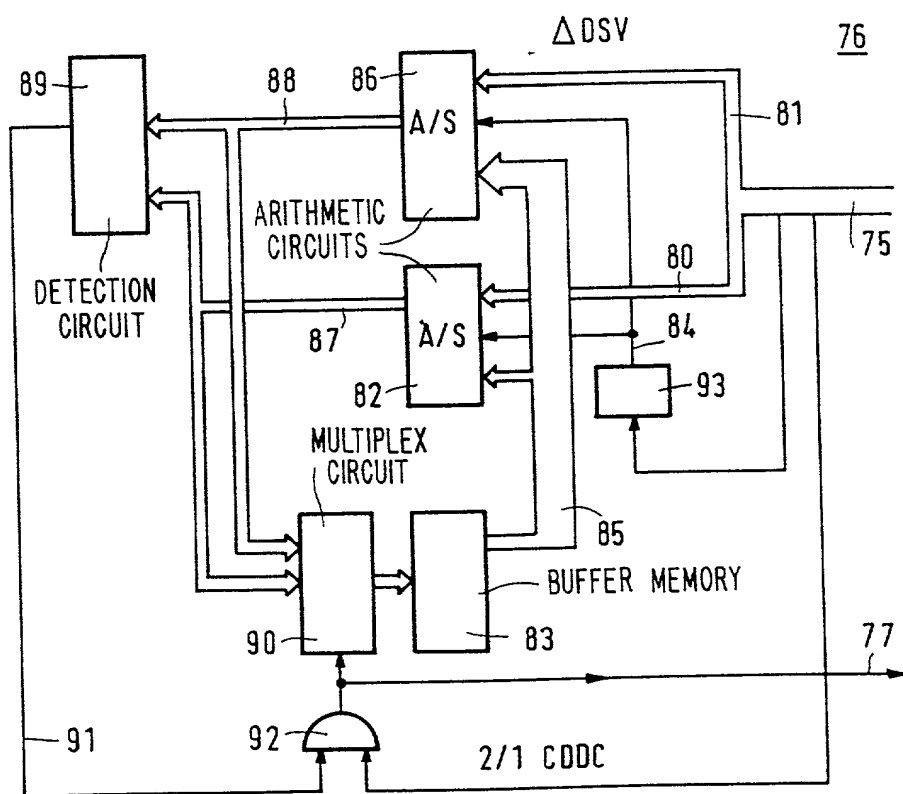 ΔDSV
76
89
88
86
A/S
81
ARITHMETIC
CIRCUITS
75
DETECTION
CIRCUIT
80
87
A/S
84
82
93
MULTIPLEX
CIRCUIT
85
BUFFER MEMORY
90
83
77
91
92
2/1 CODC